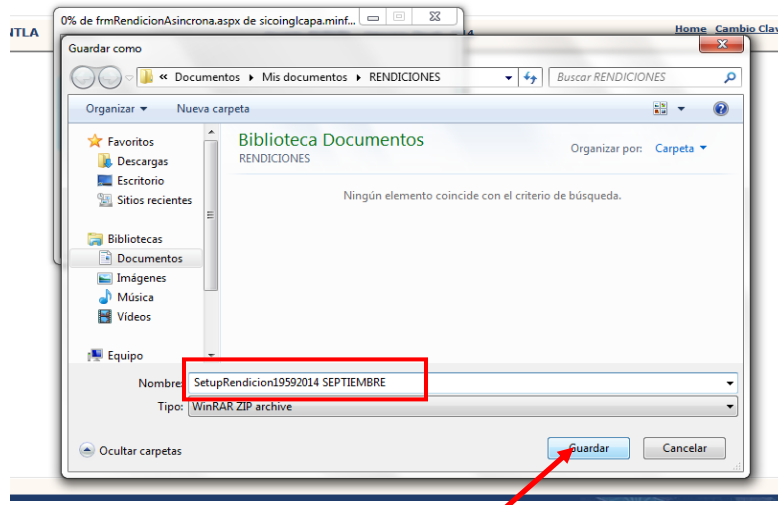 0% de frmRendicionAsincrona.aspx de sicoinglcapa.minf...
NTLA
Home Cambio Clav
Guardar como
« Documentos ▸ Mis documentos ▸ RENDICIONES
Buscar RENDICIONES
Organizar
Nueva carpeta
Favoritos
Descargas
Escritorio
Sitios recientes
Bibliotecas
Documentos
Imágenes
Música
Vídeos
Equipo
Biblioteca Documentos
RENDICIONES
Organizar por: Carpeta
Ningún elemento coincide con el criterio de búsqueda.
Nombre: SetupRendicion19592014 SEPTIEMBRE
Tipo: WinRAR ZIP archive
Ocultar carpetas
Guardar
Cancelar